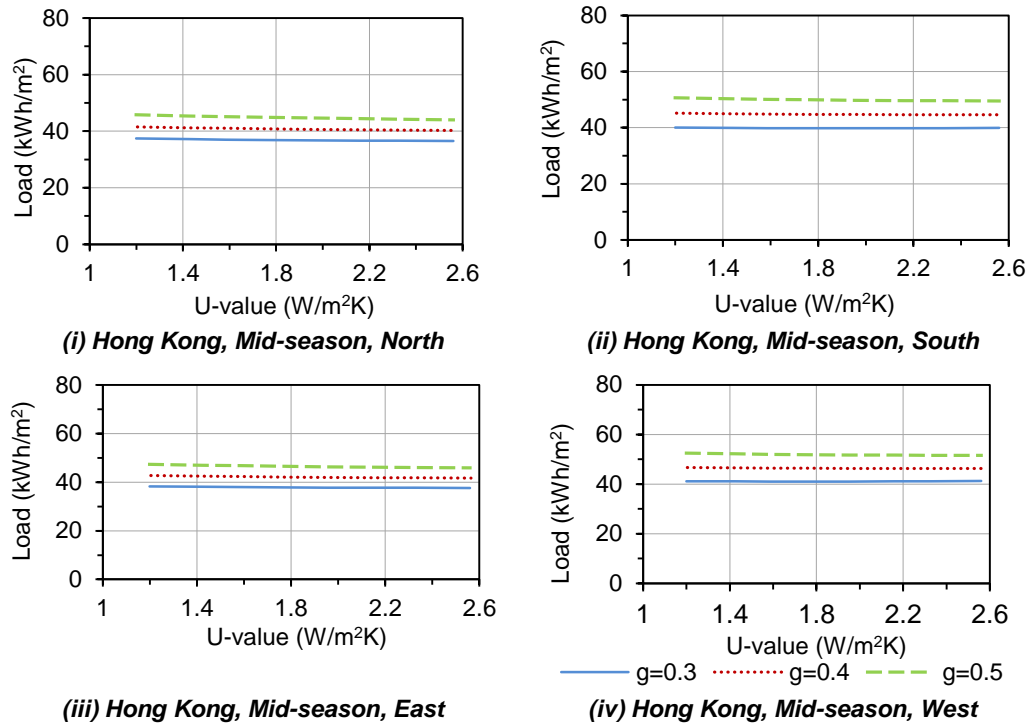 80
60
40
20
0
Load (kWh/m²)
1 1.4 1.8 2.2 2.6
U-value (W/m²K)
(i) Hong Kong, Mid-season, North
80
60
40
20
0
Load (kWh/m²)
1 1.4 1.8 2.2 2.6
U-value (W/m²K)
(ii) Hong Kong, Mid-season, South
80
60
40
20
0
Load (kWh/m²)
1 1.4 1.8 2.2 2.6
U-value (W/m²K)
(iii) Hong Kong, Mid-season, East
80
60
40
20
0
Load (kWh/m²)
1 1.4 1.8 2.2 2.6
U-value (W/m²K)
g=0.3 g=0.4 g=0.5
(iv) Hong Kong, Mid-season, West